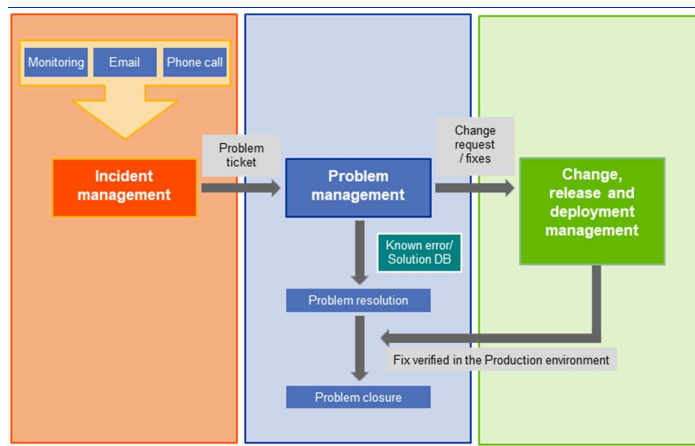 Monitoring
Email
Phone call
Incident
management
Problem
ticket
Problem
management
Change
request
/ fixes
Change,
release and
deployment
management
Known error/
Solution DB
Problem resolution
Fix verified in the Production environment
Problem closure